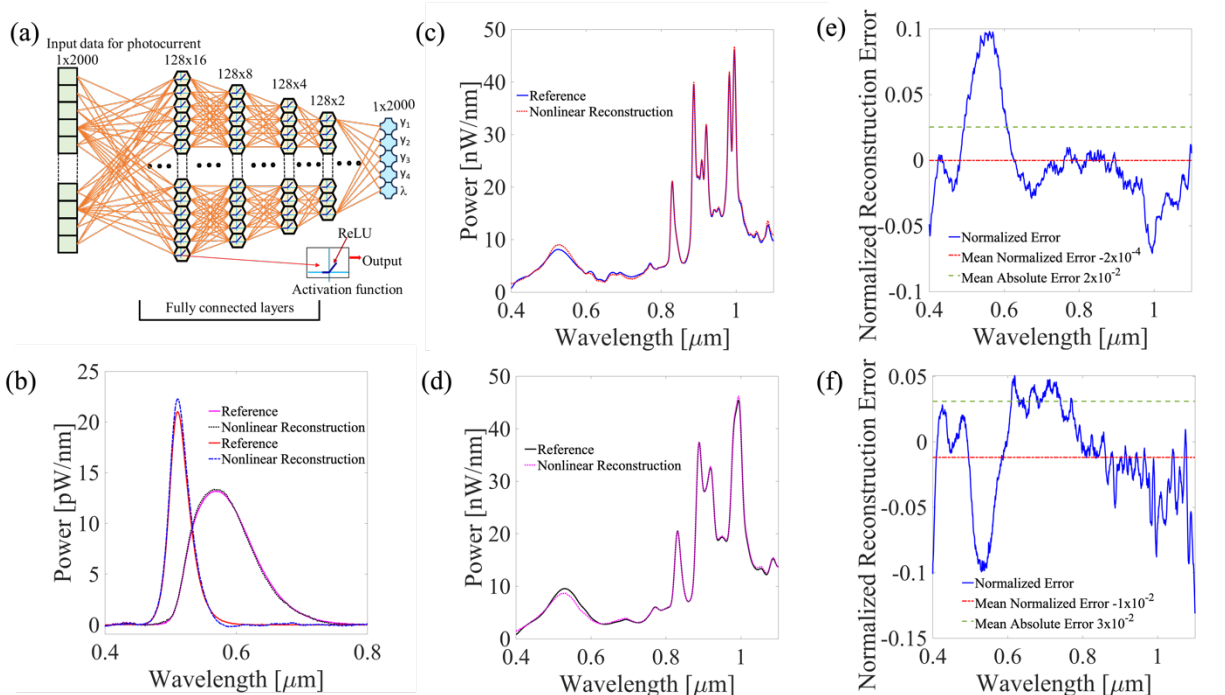 (a)
Input data for photocurrent
1x2000
128x16
128x8
128x4
128x2
1x2000
y1
y2
y3
y4
λ
ReLU
Output
Activation function
Fully connected layers
(b)
25
20
15
10
5
0
0.4
0.6
0.8
Power [pW/nm]
Wavelength [μm]
Reference
Nonlinear Reconstruction
Reference
Nonlinear Reconstruction
(c)
50
40
30
20
10
0
0.4
0.6
0.8
1
Power [nW/nm]
Wavelength [μm]
Reference
Nonlinear Reconstruction
(d)
50
40
30
20
10
0
0.4
0.6
0.8
1
Power [nW/nm]
Wavelength [μm]
Reference
Nonlinear Reconstruction
(e)
0.1
0.05
0
-0.05
-0.1
0.4
0.6
0.8
1
Normalized Reconstruction Error
Wavelength [μm]
Normalized Error
Mean Normalized Error -2x10-4
Mean Absolute Error 2x10-2
(f)
0.05
0
-0.05
-0.1
-0.15
0.4
0.6
0.8
1
Normalized Reconstruction Error
Wavelength [μm]
Normalized Error
Mean Normalized Error -1x10-2
Mean Absolute Error 3x10-2